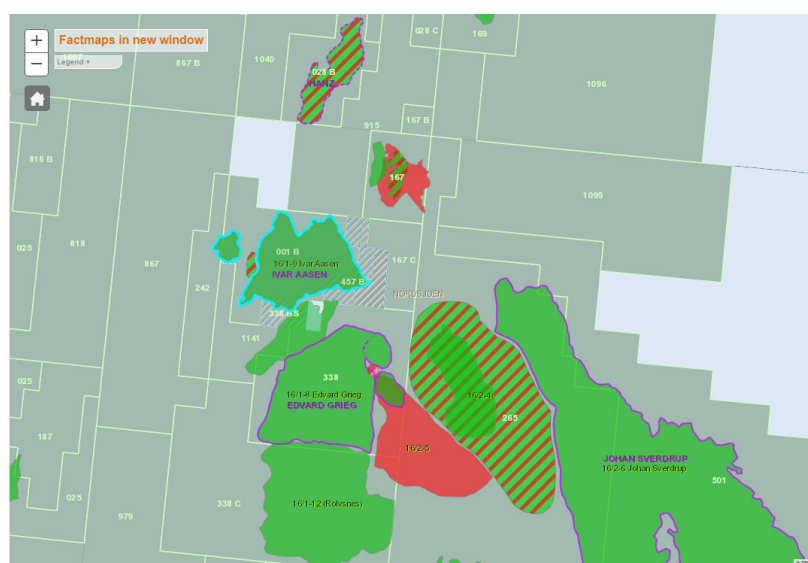 +
Factmaps in new window
−
Legend +
028 C
169
1040
867 B
028 B
HANZ
1096
915
167 B
818 B
167
1095
025
818
867
242
001 B
16/1-9 Ivar Aasen
IVAR AASEN
167 C
457 B
NORDSJØEN
338 BS
1141
025
338
16/1-8 Edvard Grieg
EDVARD GRIEG
16/2-4
265
187
16/2-5
JOHAN SVERDRUP
16/2-6 Johan Sverdrup
501
025
979
338 C
16/1-12 (Rolvsnes)